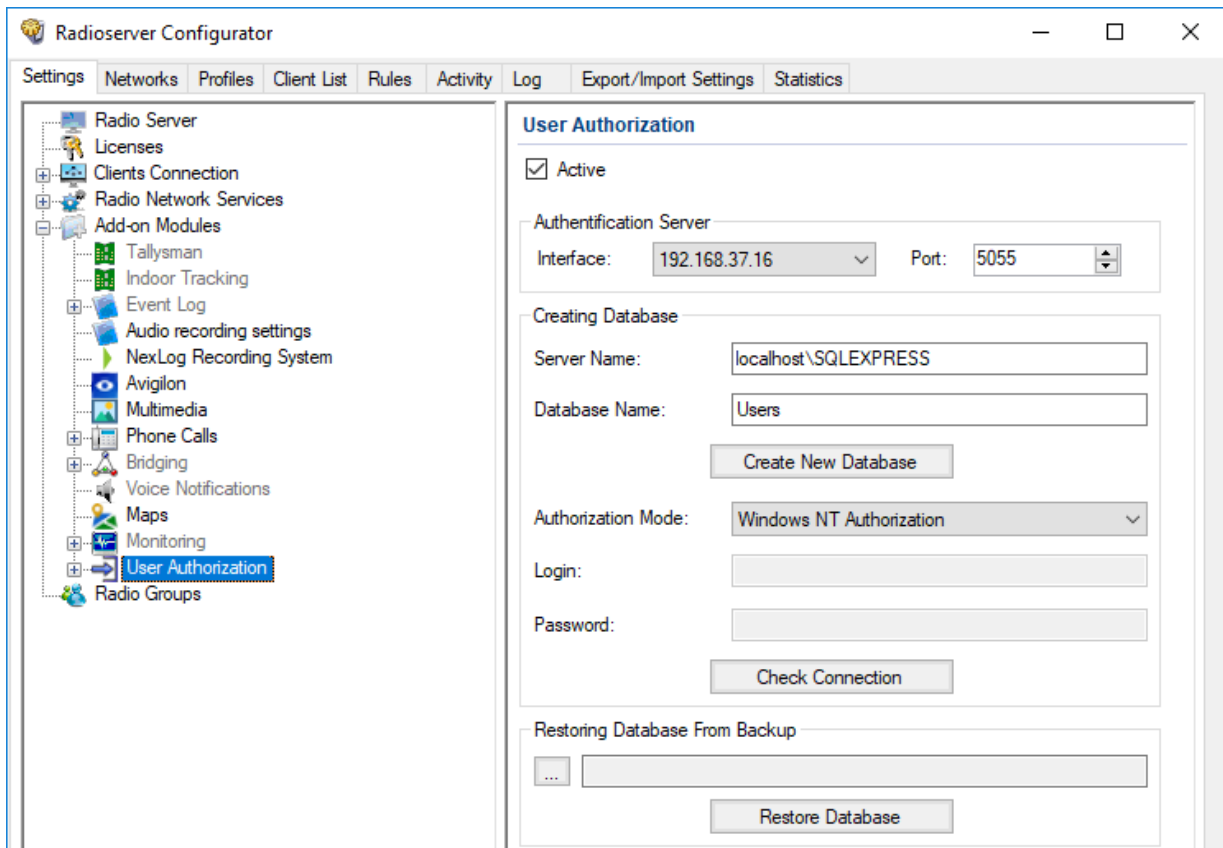 Radioserver Configurator
Settings Networks Profiles Client List Rules Activity Log Export/Import Settings Statistics
Radio Server
Licenses
Clients Connection
Radio Network Services
Add-on Modules
Tallysman
Indoor Tracking
Event Log
Audio recording settings
NexLog Recording System
Avigilon
Multimedia
Phone Calls
Bridging
Voice Notifications
Maps
Monitoring
User Authorization
Radio Groups
User Authorization
Active
Authentification Server
Interface: 192.168.37.16 Port: 5055
Creating Database
Server Name: localhost\SQLEXPRESS
Database Name: Users
Create New Database
Authorization Mode: Windows NT Authorization
Login:
Password:
Check Connection
Restoring Database From Backup
...
Restore Database